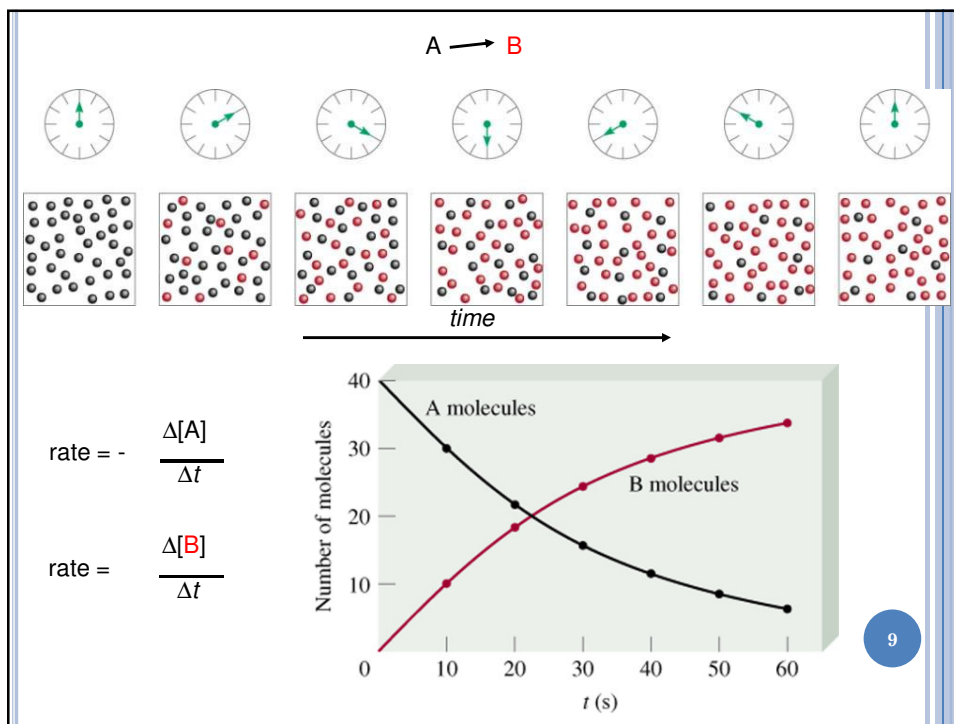 A → B
time
rate = - Δ[A]
Δt
rate = Δ[B]
Δt
40
30
20
10
0
Number of molecules
A molecules
B molecules
10 20 30 40 50 60
t (s)
9